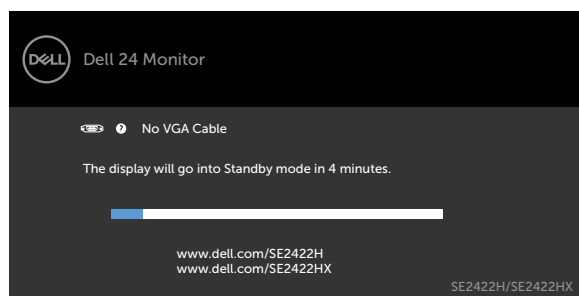 DELL
Dell 24 Monitor
? No VGA Cable
The display will go into Standby mode in 4 minutes.
www.dell.com/SE2422H
www.dell.com/SE2422HX
SE2422H/SE2422HX